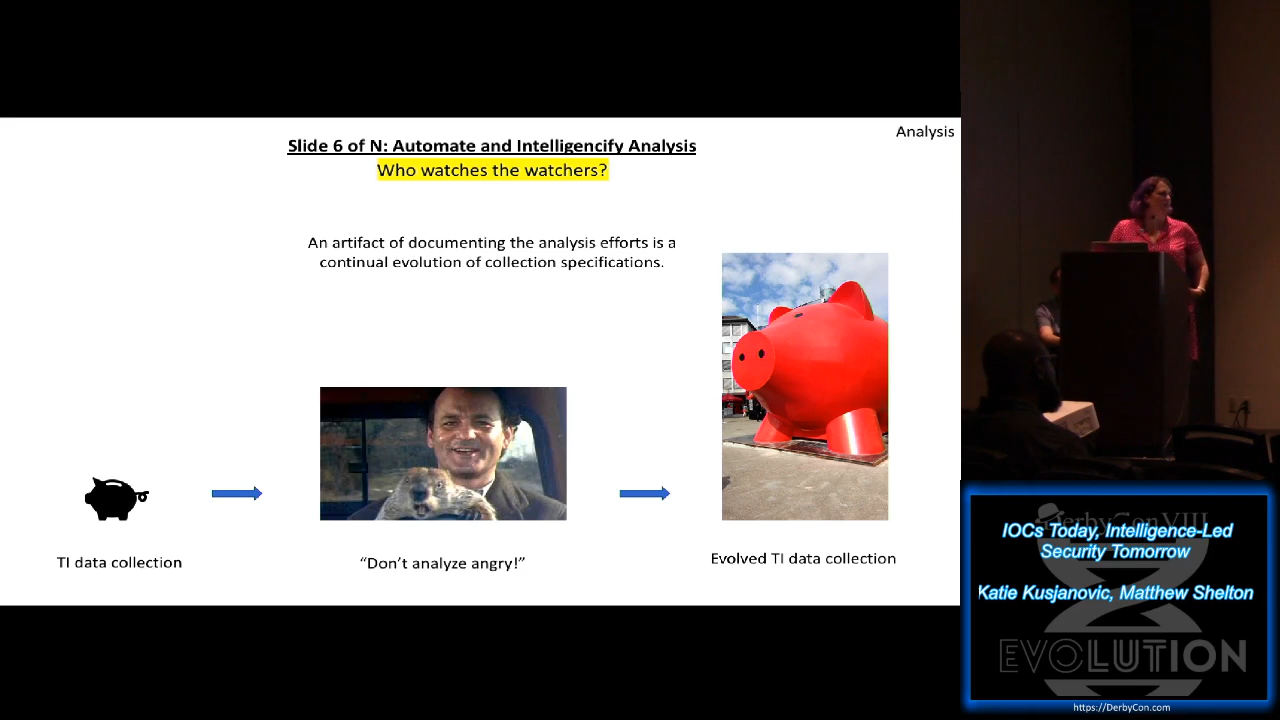 Analysis
Slide 6 of N: Automate and Intelligencify Analysis
Who watches the watchers?
An artifact of documenting the analysis efforts is a
continual evolution of collection specifications.
TI data collection
“Don’t analyze angry!”
Evolved TI data collection
DerbyCon VIII
IOCs Today, Intelligence-Led
Security Tomorrow
Katie Kusjanovic, Matthew Shelton
EVOLUTION
https://DerbyCon.com